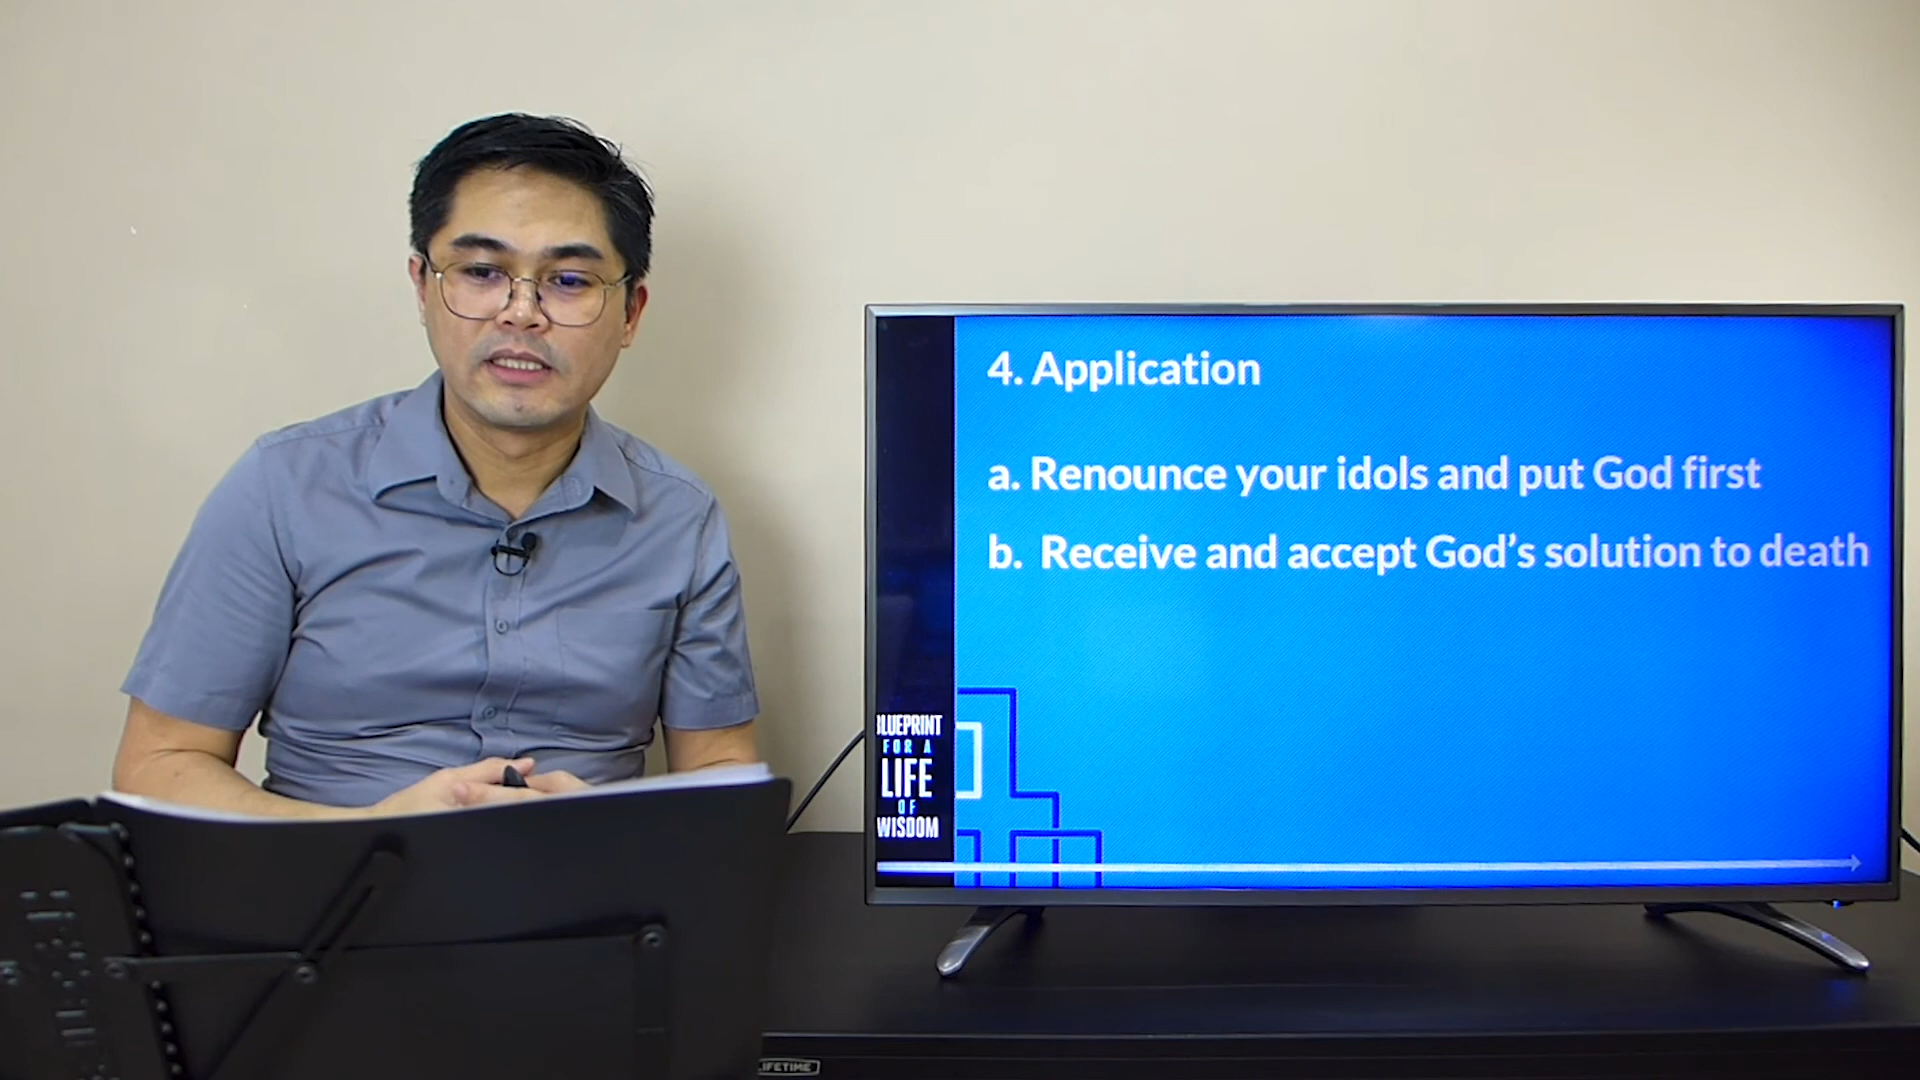 4. Application
a. Renounce your idols and put God first
b. Receive and accept God's solution to death
BLUEPRINT
FOR A
LIFE
OF
WISDOM
LIFETIME